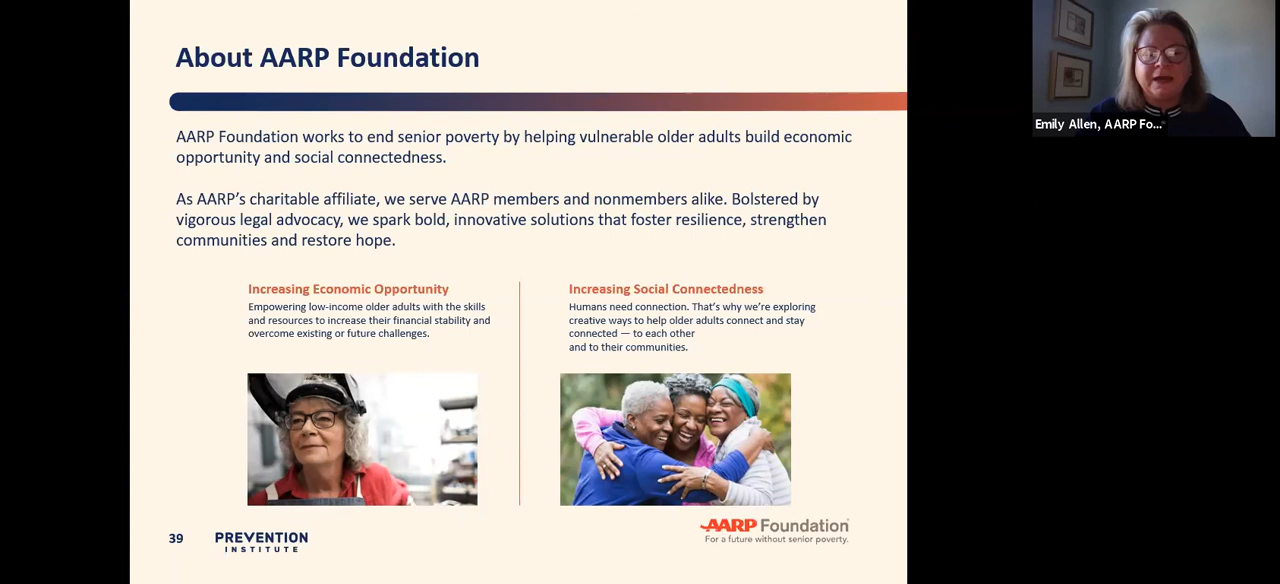 About AARP Foundation
AARP Foundation works to end senior poverty by helping vulnerable older adults build economic
opportunity and social connectedness.
As AARP’s charitable affiliate, we serve AARP members and nonmembers alike. Bolstered by
vigorous legal advocacy, we spark bold, innovative solutions that foster resilience, strengthen
communities and restore hope.
Increasing Economic Opportunity
Empowering low-income older adults with the skills
and resources to increase their financial stability and
overcome existing or future challenges.
Increasing Social Connectedness
Humans need connection. That’s why we’re exploring
creative ways to help older adults connect and stay
connected — to each other
and to their communities.
39
PREVENTION
INSTITUTE
AARP Foundation
For a future without senior poverty.
Emily Allen, AARP Fo...